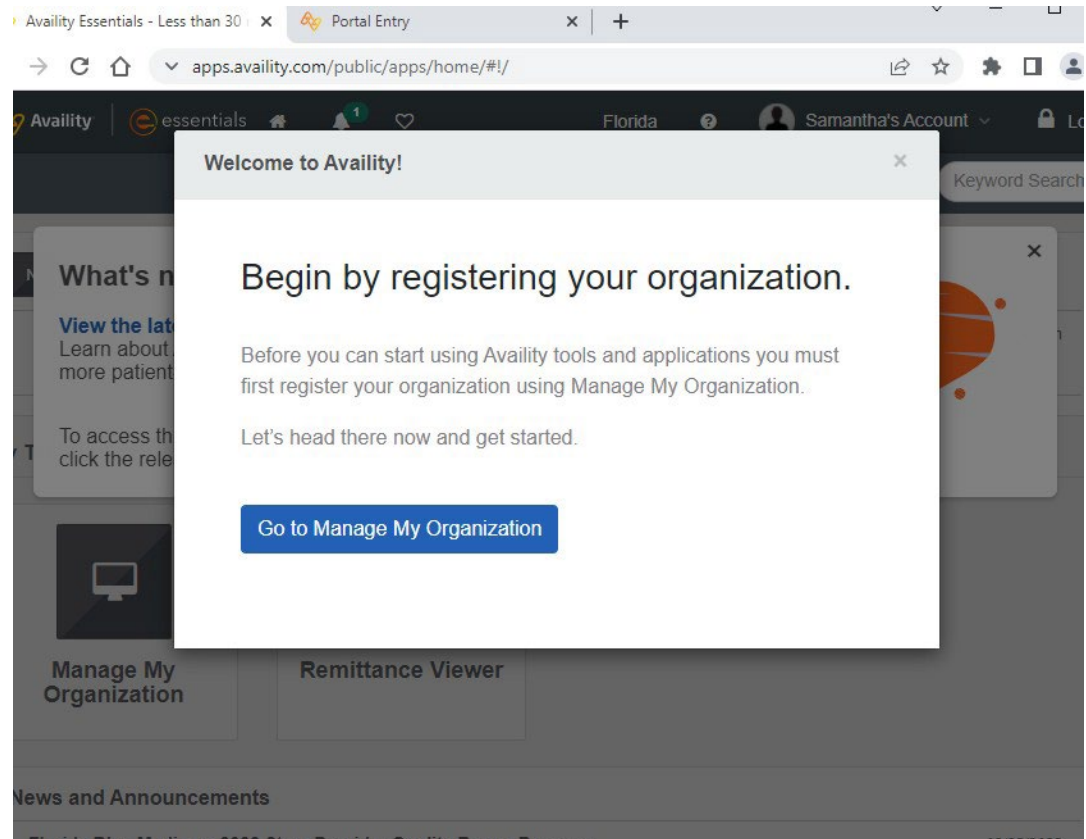 Availity Essentials - Less than 30
Portal Entry
apps.availity.com/public/apps/home/#!/
Availity essentials 1 Florida Samantha's Account Lo
Welcome to Availity!
Keyword Search
What's n
Begin by registering your organization.
View the lat
Learn about
more patient
Before you can start using Availity tools and applications you must
first register your organization using Manage My Organization.
To access th
click the rele
Let's head there now and get started.
Go to Manage My Organization
Manage My
Organization
Remittance Viewer
News and Announcements